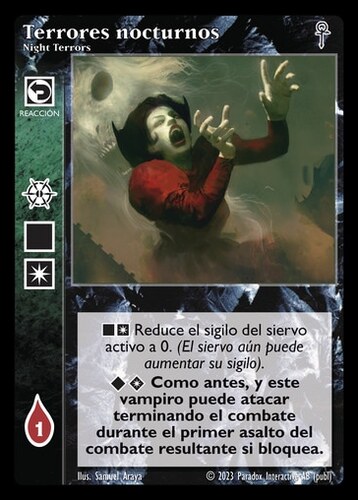 Terrores nocturnos
Night Terrors
REACCIÓN
Reduce el sigilo del siervo
activo a 0. (El siervo aún puede
aumentar su sigilo).
Como antes, y este
vampiro puede atacar
terminando el combate
durante el primer asalto del
combate resultante si bloquea.
1
Ilus. Samuel Araya
© 2023 Paradox Interactive AB (publ)